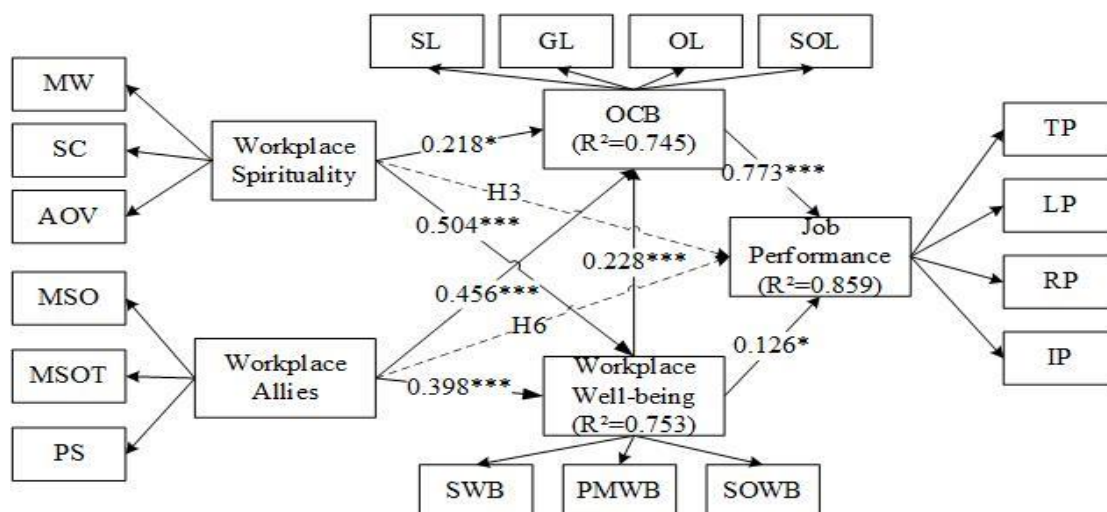 SL
GL
OL
SOL
MW
SC
AOV
Workplace
Spirituality
OCB
(R²=0.745)
0.218*
0.773***
H3
0.504***
0.228***
Job
Performance
(R²=0.859)
TP
LP
RP
IP
MSO
MSOT
PS
Workplace
Allies
0.456***
H6
0.398***
0.126*
Workplace
Well-being
(R²=0.753)
SWB
PMWB
SOWB